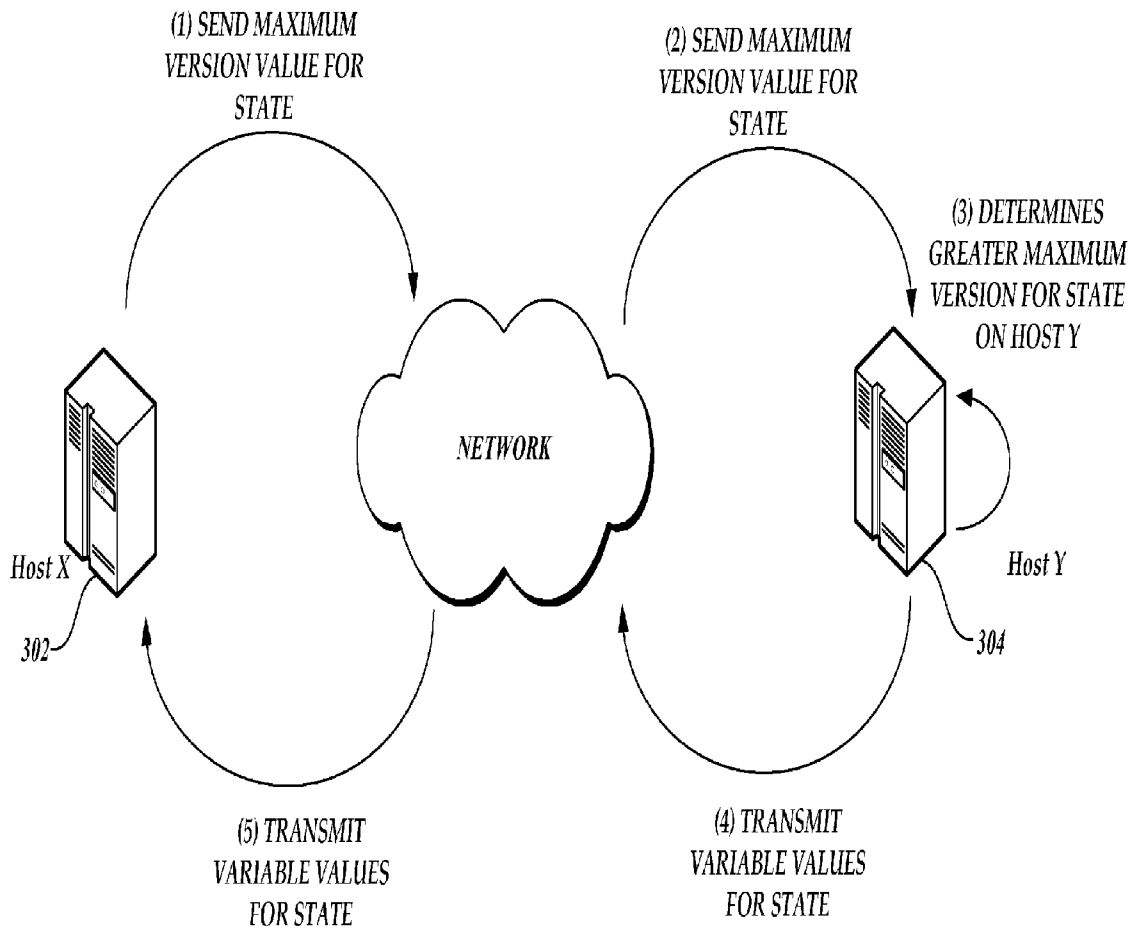 (1) SEND MAXIMUM
VERSION VALUE FOR
STATE
(2) SEND MAXIMUM
VERSION VALUE FOR
STATE
(3) DETERMINES
GREATER MAXIMUM
VERSION FOR STATE
ON HOST Y
NETWORK
Host X
Host Y
302
304
(5) TRANSMIT
VARIABLE VALUES
FOR STATE
(4) TRANSMIT
VARIABLE VALUES
FOR STATE